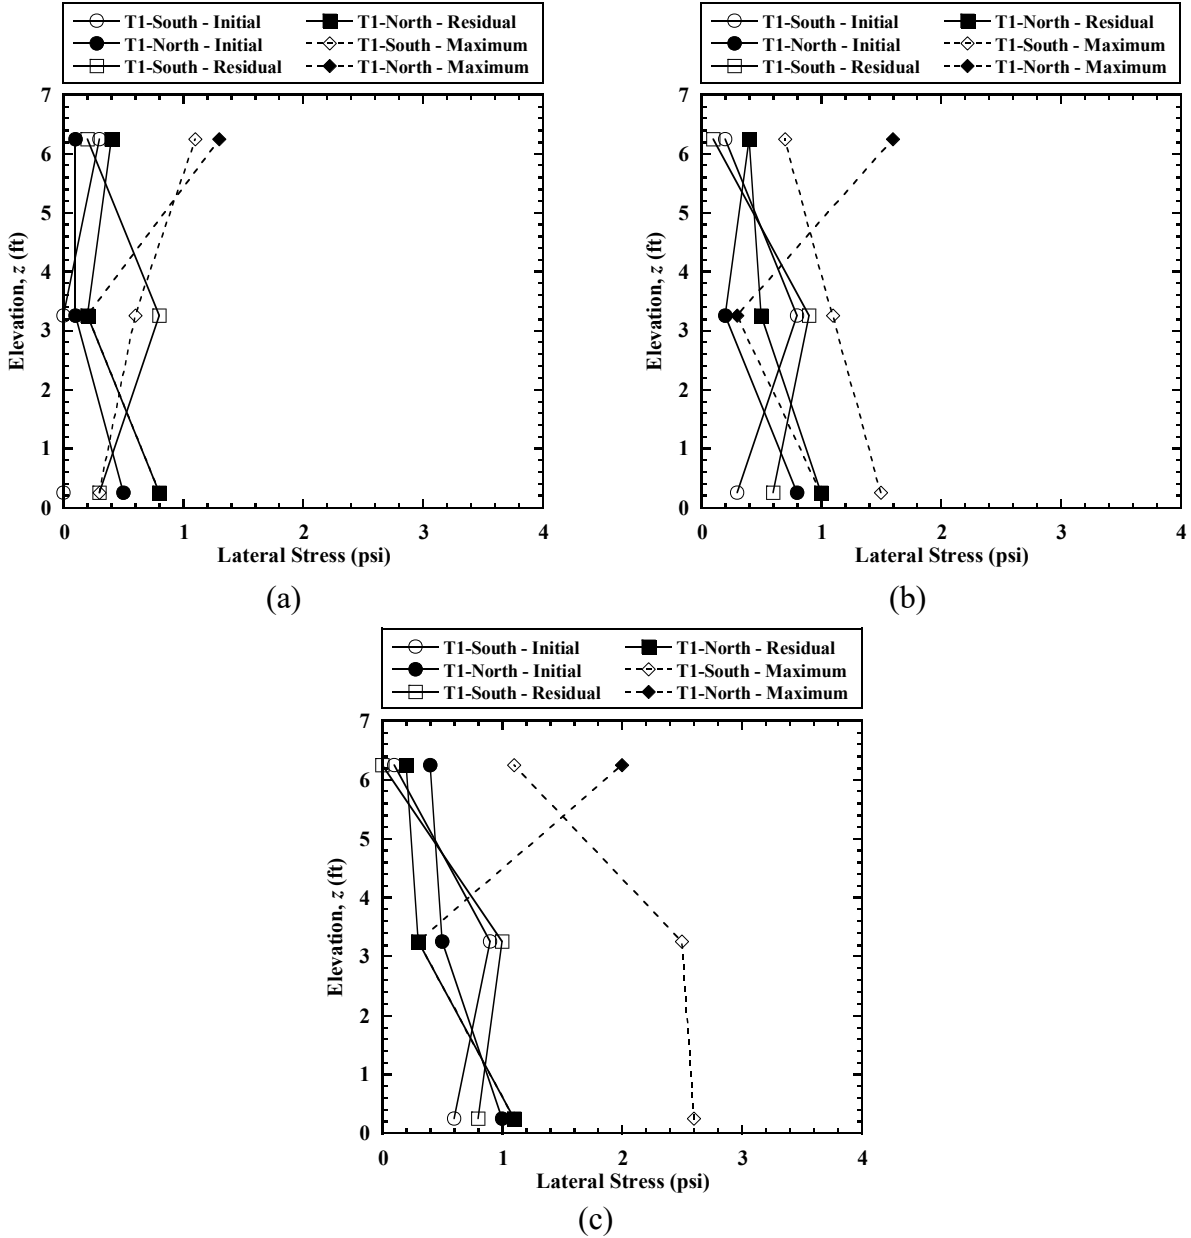 T1-South - Initial
T1-North - Initial
T1-South - Residual
T1-North - Residual
T1-South - Maximum
T1-North - Maximum
7
6
5
4
3
2
1
0
Elevation, z (ft)
0 1 2 3 4
Lateral Stress (psi)
(a)
T1-South - Initial
T1-North - Initial
T1-South - Residual
T1-North - Residual
T1-South - Maximum
T1-North - Maximum
7
6
5
4
3
2
1
0
Elevation, z (ft)
0 1 2 3 4
Lateral Stress (psi)
(b)
T1-South - Initial
T1-North - Initial
T1-South - Residual
T1-North - Residual
T1-South - Maximum
T1-North - Maximum
7
6
5
4
3
2
1
0
Elevation, z (ft)
0 1 2 3 4
Lateral Stress (psi)
(c)